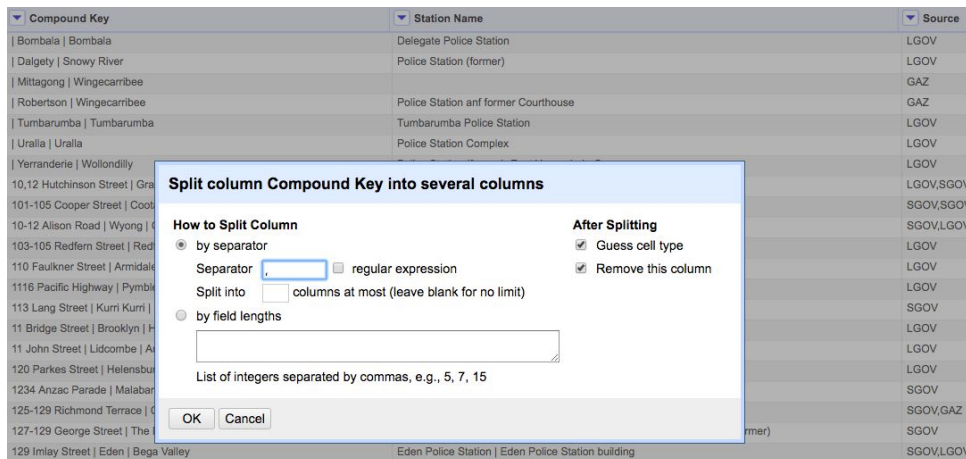 Compound Key Station Name Source
| Bombala | Bombala Delegate Police Station LGOV
| Dalgety | Snowy River Police Station (former) LGOV
| Mittagong | Wingecarribee GAZ
| Robertson | Wingecarribee Police Station anf former Courthouse GAZ
| Tumbarumba | Tumbarumba Tumbarumba Police Station LGOV
| Uralla | Uralla Police Station Complex LGOV
| Yerranderie | Wollondilly LGOV
10,12 Hutchinson Street | Gra LGOV,SGOV
101-105 Cooper Street | Coota SGOV,SGOV
10-12 Alison Road | Wyong | SGOV,LGOV
103-105 Redfern Street | Red LGOV
110 Faulkner Street | Armidale LGOV
1116 Pacific Highway | Pymble LGOV
113 Lang Street | Kurri Kurri | SGOV
11 Bridge Street | Brooklyn | H LGOV
11 John Street | Lidcombe | Au LGOV
120 Parkes Street | Helensbur LGOV
1234 Anzac Parade | Malabar SGOV
125-129 Richmond Terrace | SGOV,GAZ
127-129 George Street | The rmer) SGOV
129 Imlay Street | Eden | Bega Valley Eden Police Station | Eden Police Station building SGOV,LGOV
Split column Compound Key into several columns
How to Split Column After Splitting
by separator Guess cell type
Separator , regular expression Remove this column
Split into columns at most (leave blank for no limit)
by field lengths
List of integers separated by commas, e.g., 5, 7, 15
OK Cancel